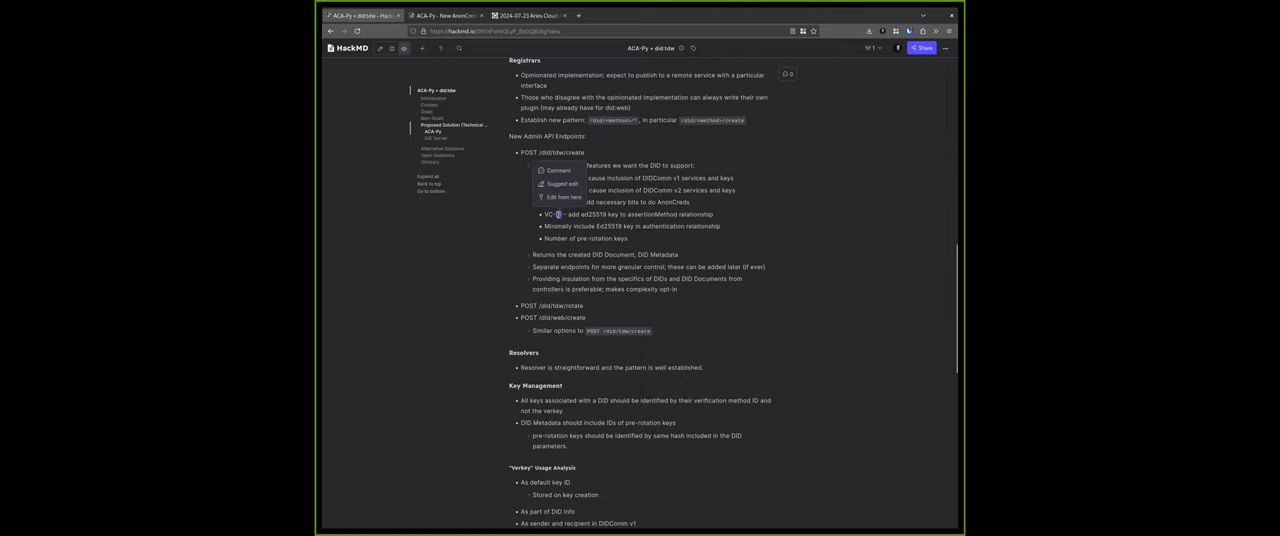 ACA-Py + did:tdw - Hack
ACA-Py - New AnonCred
2024-07-23 Aries Cloud A
https://hackmd.io/
HackMD
ACA-Py + did:tdw
1
Share
ACA-Py + did:tdw
Introduction
Context
Goals
Non-Goals
Proposed Solution (Technical ...
ACA-Py
DID Server
Alternative Solutions
Open Questions
Glossary
Expand all
Back to top
Go to bottom
0
Registrars
Opinionated implementation: expect to publish to a remote service with a particular
interface
Those who disagree with the opinionated implementation can always write their own
plugin (may already have for did:web)
Establish new pattern: /did/<method>/*, in particular /did/<method>/create
New Admin API Endpoints:
POST /did/tdw/create
features we want the DID to support:
cause inclusion of DIDComm v1 services and keys
cause inclusion of DIDComm v2 services and keys
dd necessary bits to do AnonCreds
Comment
Suggest edit
Edit from here
VC- - add ed25519 key to assertionMethod relationship
Minimally include Ed25519 key in authentication relationship
Number of pre-rotation keys
Returns the created DID Document, DID Metadata
Separate endpoints for more granular control; these can be added later (if ever)
Providing insulation from the specifics of DIDs and DID Documents from
controllers is preferable; makes complexity opt-in
POST /did/tdw/rotate
POST /did/web/create
Similar options to POST /did/tdw/create
Resolvers
Resolver is straightforward and the pattern is well established.
Key Management
All keys associated with a DID should be identified by their verification method ID and
not the verkey
DID Metadata should include IDs of pre-rotation keys
pre-rotation keys should be identified by same hash included in the DID
parameters.
"Verkey" Usage Analysis
As default key ID
Stored on key creation
As part of DID Info
As sender and recipient in DIDComm v1